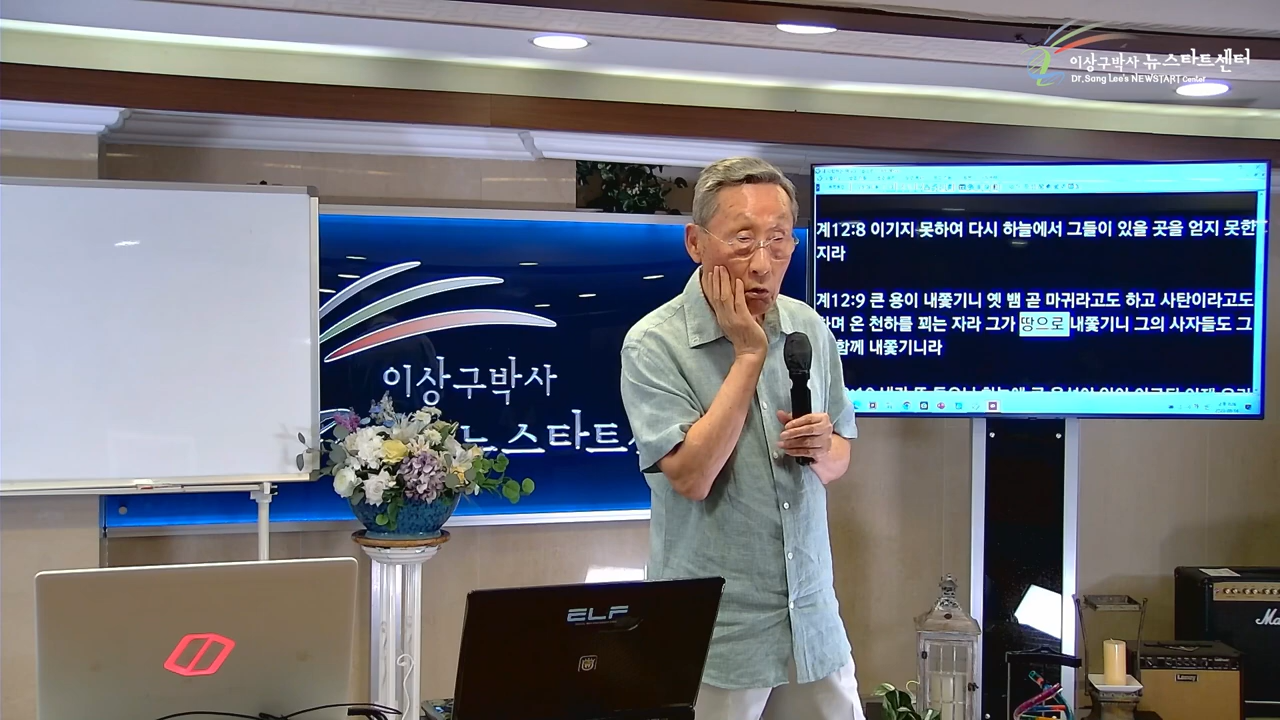 이상구박사 뉴스타트센터
Dr.Sang Lee's NEWSTART Center
계12:8 이기지 못하여 다시 하늘에서 그들이 있을 곳을 얻지 못한
지라
계12:9 큰 용이 내쫓기니 옛 뱀 곧 마귀라고도 하고 사탄이라고도
하며 온 천하를 꾀는 자라 그가 땅으로 내쫓기니 그의 사자들도 그
함께 내쫓기니라
이상구박사
뉴스타트
ELF
Laney